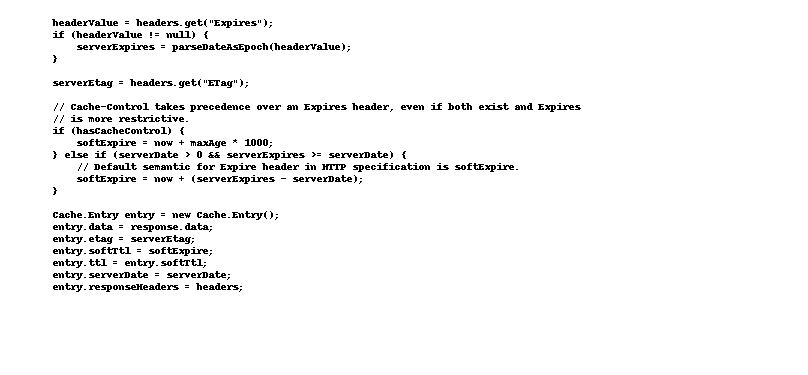 headerValue = headers.get("Expires");
if (headerValue != null) {
    serverExpires = parseDateAsEpoch(headerValue);
}

serverEtag = headers.get("ETag");

// Cache-Control takes precedence over an Expires header, even if both exist and Expires
// is more restrictive.
if (hasCacheControl) {
    softExpire = now + maxAge * 1000;
} else if (serverDate > 0 && serverExpires >= serverDate) {
    // Default semantic for Expire header in HTTP specification is softExpire.
    softExpire = now + (serverExpires - serverDate);
}

Cache.Entry entry = new Cache.Entry();
entry.data = response.data;
entry.etag = serverEtag;
entry.softTtl = softExpire;
entry.ttl = entry.softTtl;
entry.serverDate = serverDate;
entry.responseHeaders = headers;